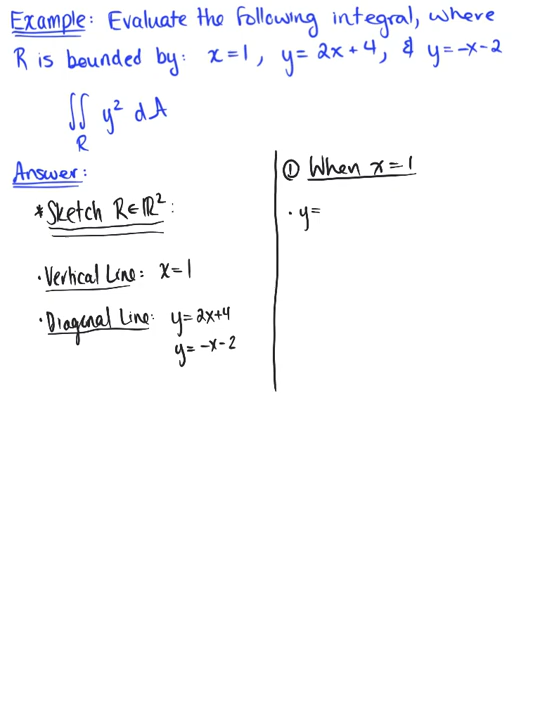 Example: Evaluate the following integral, where
R is bounded by: x=1, y=2x+4, & y=-x-2
∬_R y² dA
Answer:
*Sketch R∈ℝ²:
·Vertical Line: x=1
·Diagonal Line: y=2x+4
y=-x-2
① When x=1
·y=